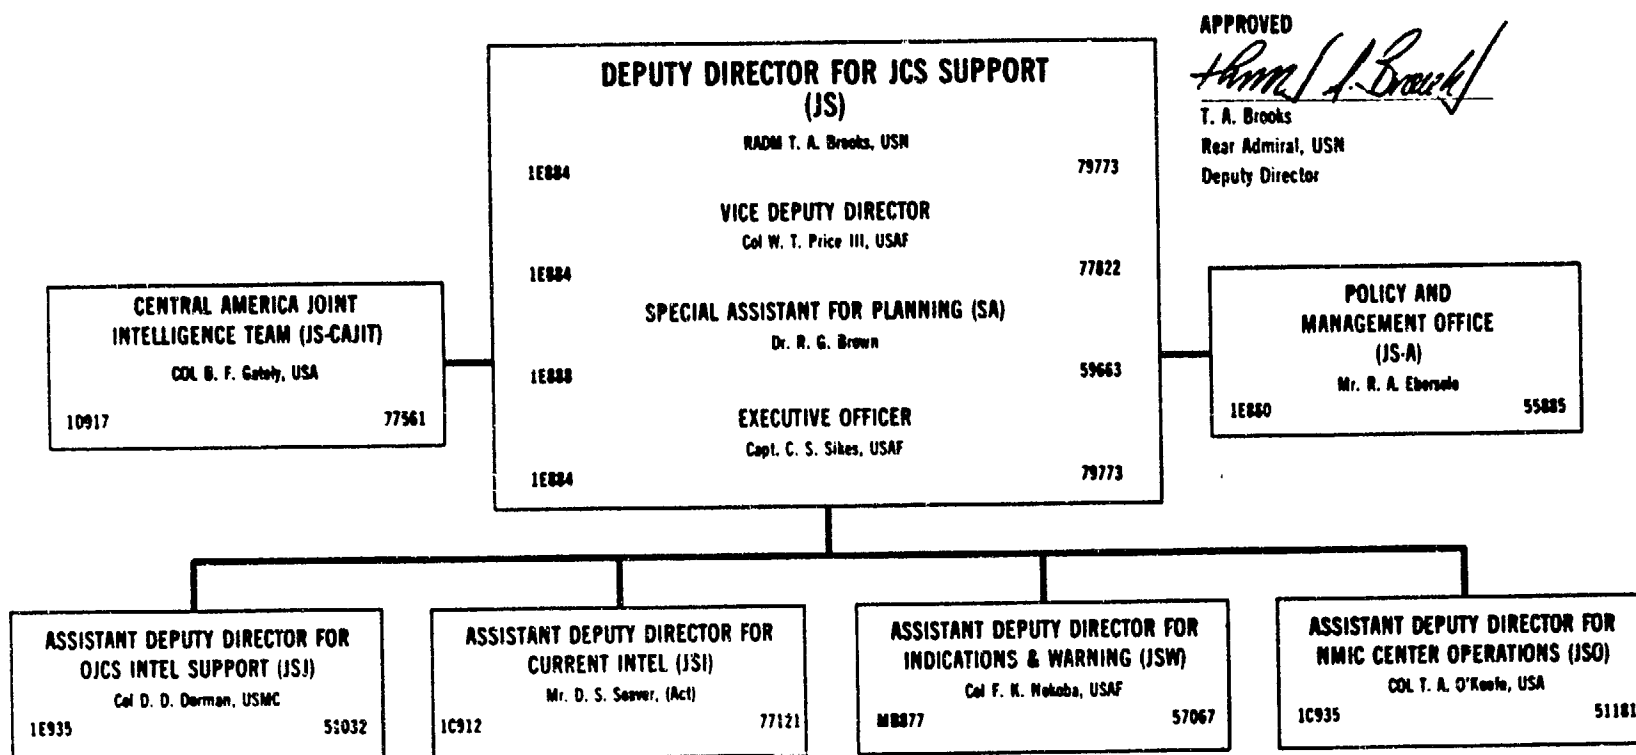 APPROVED
T. A. Brooks
Rear Admiral, USN
Deputy Director
DEPUTY DIRECTOR FOR JCS SUPPORT
(JS)
RADM T. A. Brooks, USN
1E884 79773
VICE DEPUTY DIRECTOR
Col W. T. Price III, USAF
1E884 77822
SPECIAL ASSISTANT FOR PLANNING (SA)
Dr. R. G. Brown
1E888 59663
EXECUTIVE OFFICER
Capt. C. S. Sikes, USAF
1E884 79773
CENTRAL AMERICA JOINT
INTELLIGENCE TEAM (JS-CAJIT)
COL B. F. Gately, USA
1D917 77561
POLICY AND
MANAGEMENT OFFICE
(JS-A)
Mr. R. A. Ebersole
1E880 55885
ASSISTANT DEPUTY DIRECTOR FOR
OJCS INTEL SUPPORT (JSJ)
Col D. D. Dorman, USMC
1E935
ASSISTANT DEPUTY DIRECTOR FOR
CURRENT INTEL (JSI)
Mr. D. S. Seaver, (Act)
1C912 77121
ASSISTANT DEPUTY DIRECTOR FOR
INDICATIONS & WARNING (JSW)
Col F. K. Nekoba, USAF
MB877 57067
ASSISTANT DEPUTY DIRECTOR FOR
NMIC CENTER OPERATIONS (JSO)
COL T. A. O'Keefe, USA
1C935 51181